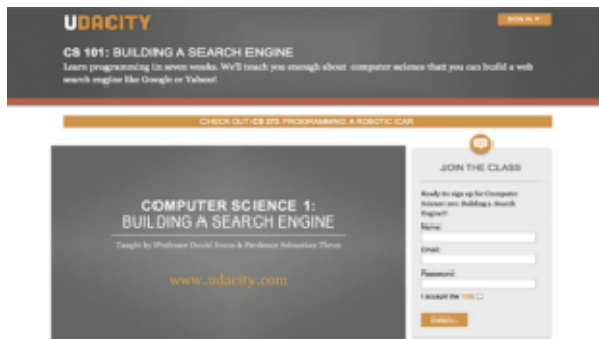 UDACITY
SIGN IN
CS 101: BUILDING A SEARCH ENGINE
Learn programming in seven weeks. We'll teach you enough about computer science that you can build a web
search engine like Google or Yahoo!
CHECK OUT CS 373: PROGRAMMING A ROBOTIC CAR
COMPUTER SCIENCE 1:
BUILDING A SEARCH ENGINE
Taught by Professor David Evans & Professor Sebastian Thrun
www.udacity.com
JOIN THE CLASS
Ready to sign up for Computer
Science 101: Building a Search
Engine?
Name:
Email:
Password:
I accept the
ENROLL